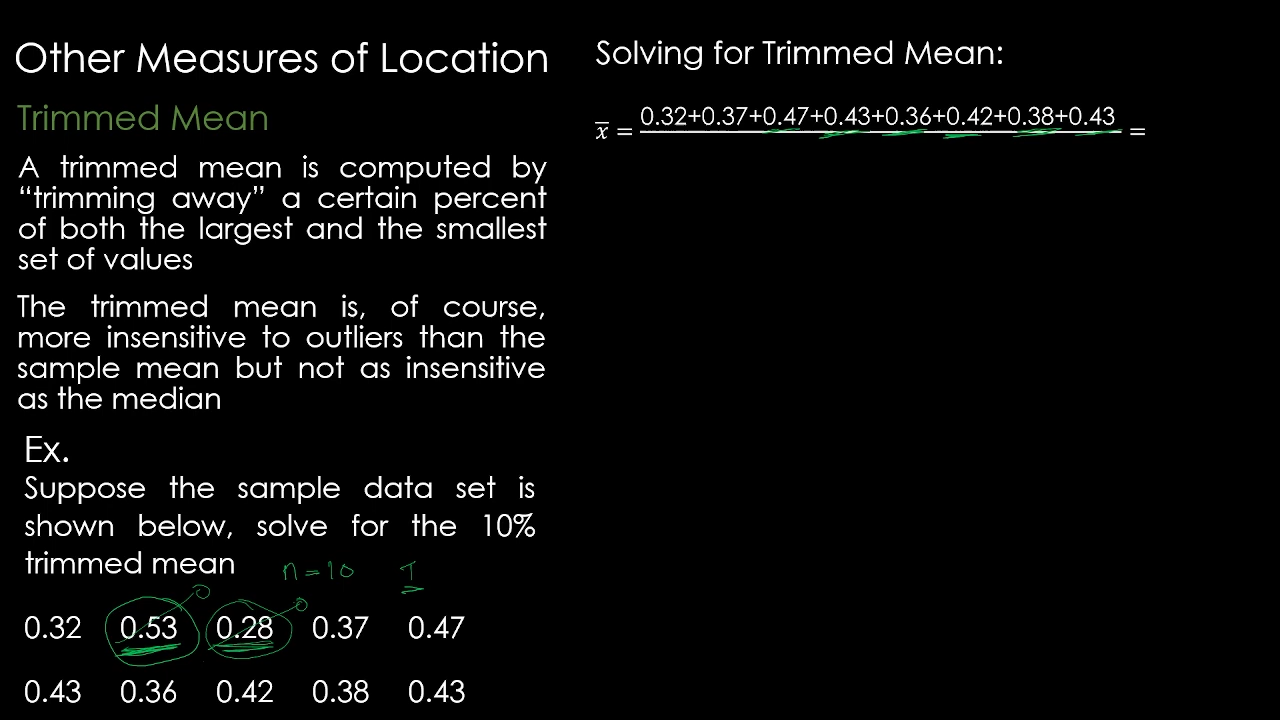 Other Measures of Location
Trimmed Mean
A trimmed mean is computed by
“trimming away” a certain percent
of both the largest and the smallest
set of values
The trimmed mean is, of course,
more insensitive to outliers than the
sample mean but not as insensitive
as the median
Ex.
Suppose the sample data set is
shown below, solve for the 10%
trimmed mean
n = 10 1
0.32 0.53 0.28 0.37 0.47
0.43 0.36 0.42 0.38 0.43
Solving for Trimmed Mean:
0.32+0.37+0.47+0.43+0.36+0.42+0.38+0.43
x̅ = =